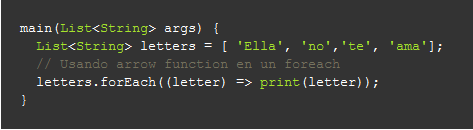 main(List<String> args) {
List<String> letters = [ 'Ella', 'no','te', 'ama'];
// Usando arrow function en un foreach
letters.forEach((letter) => print(letter));
}